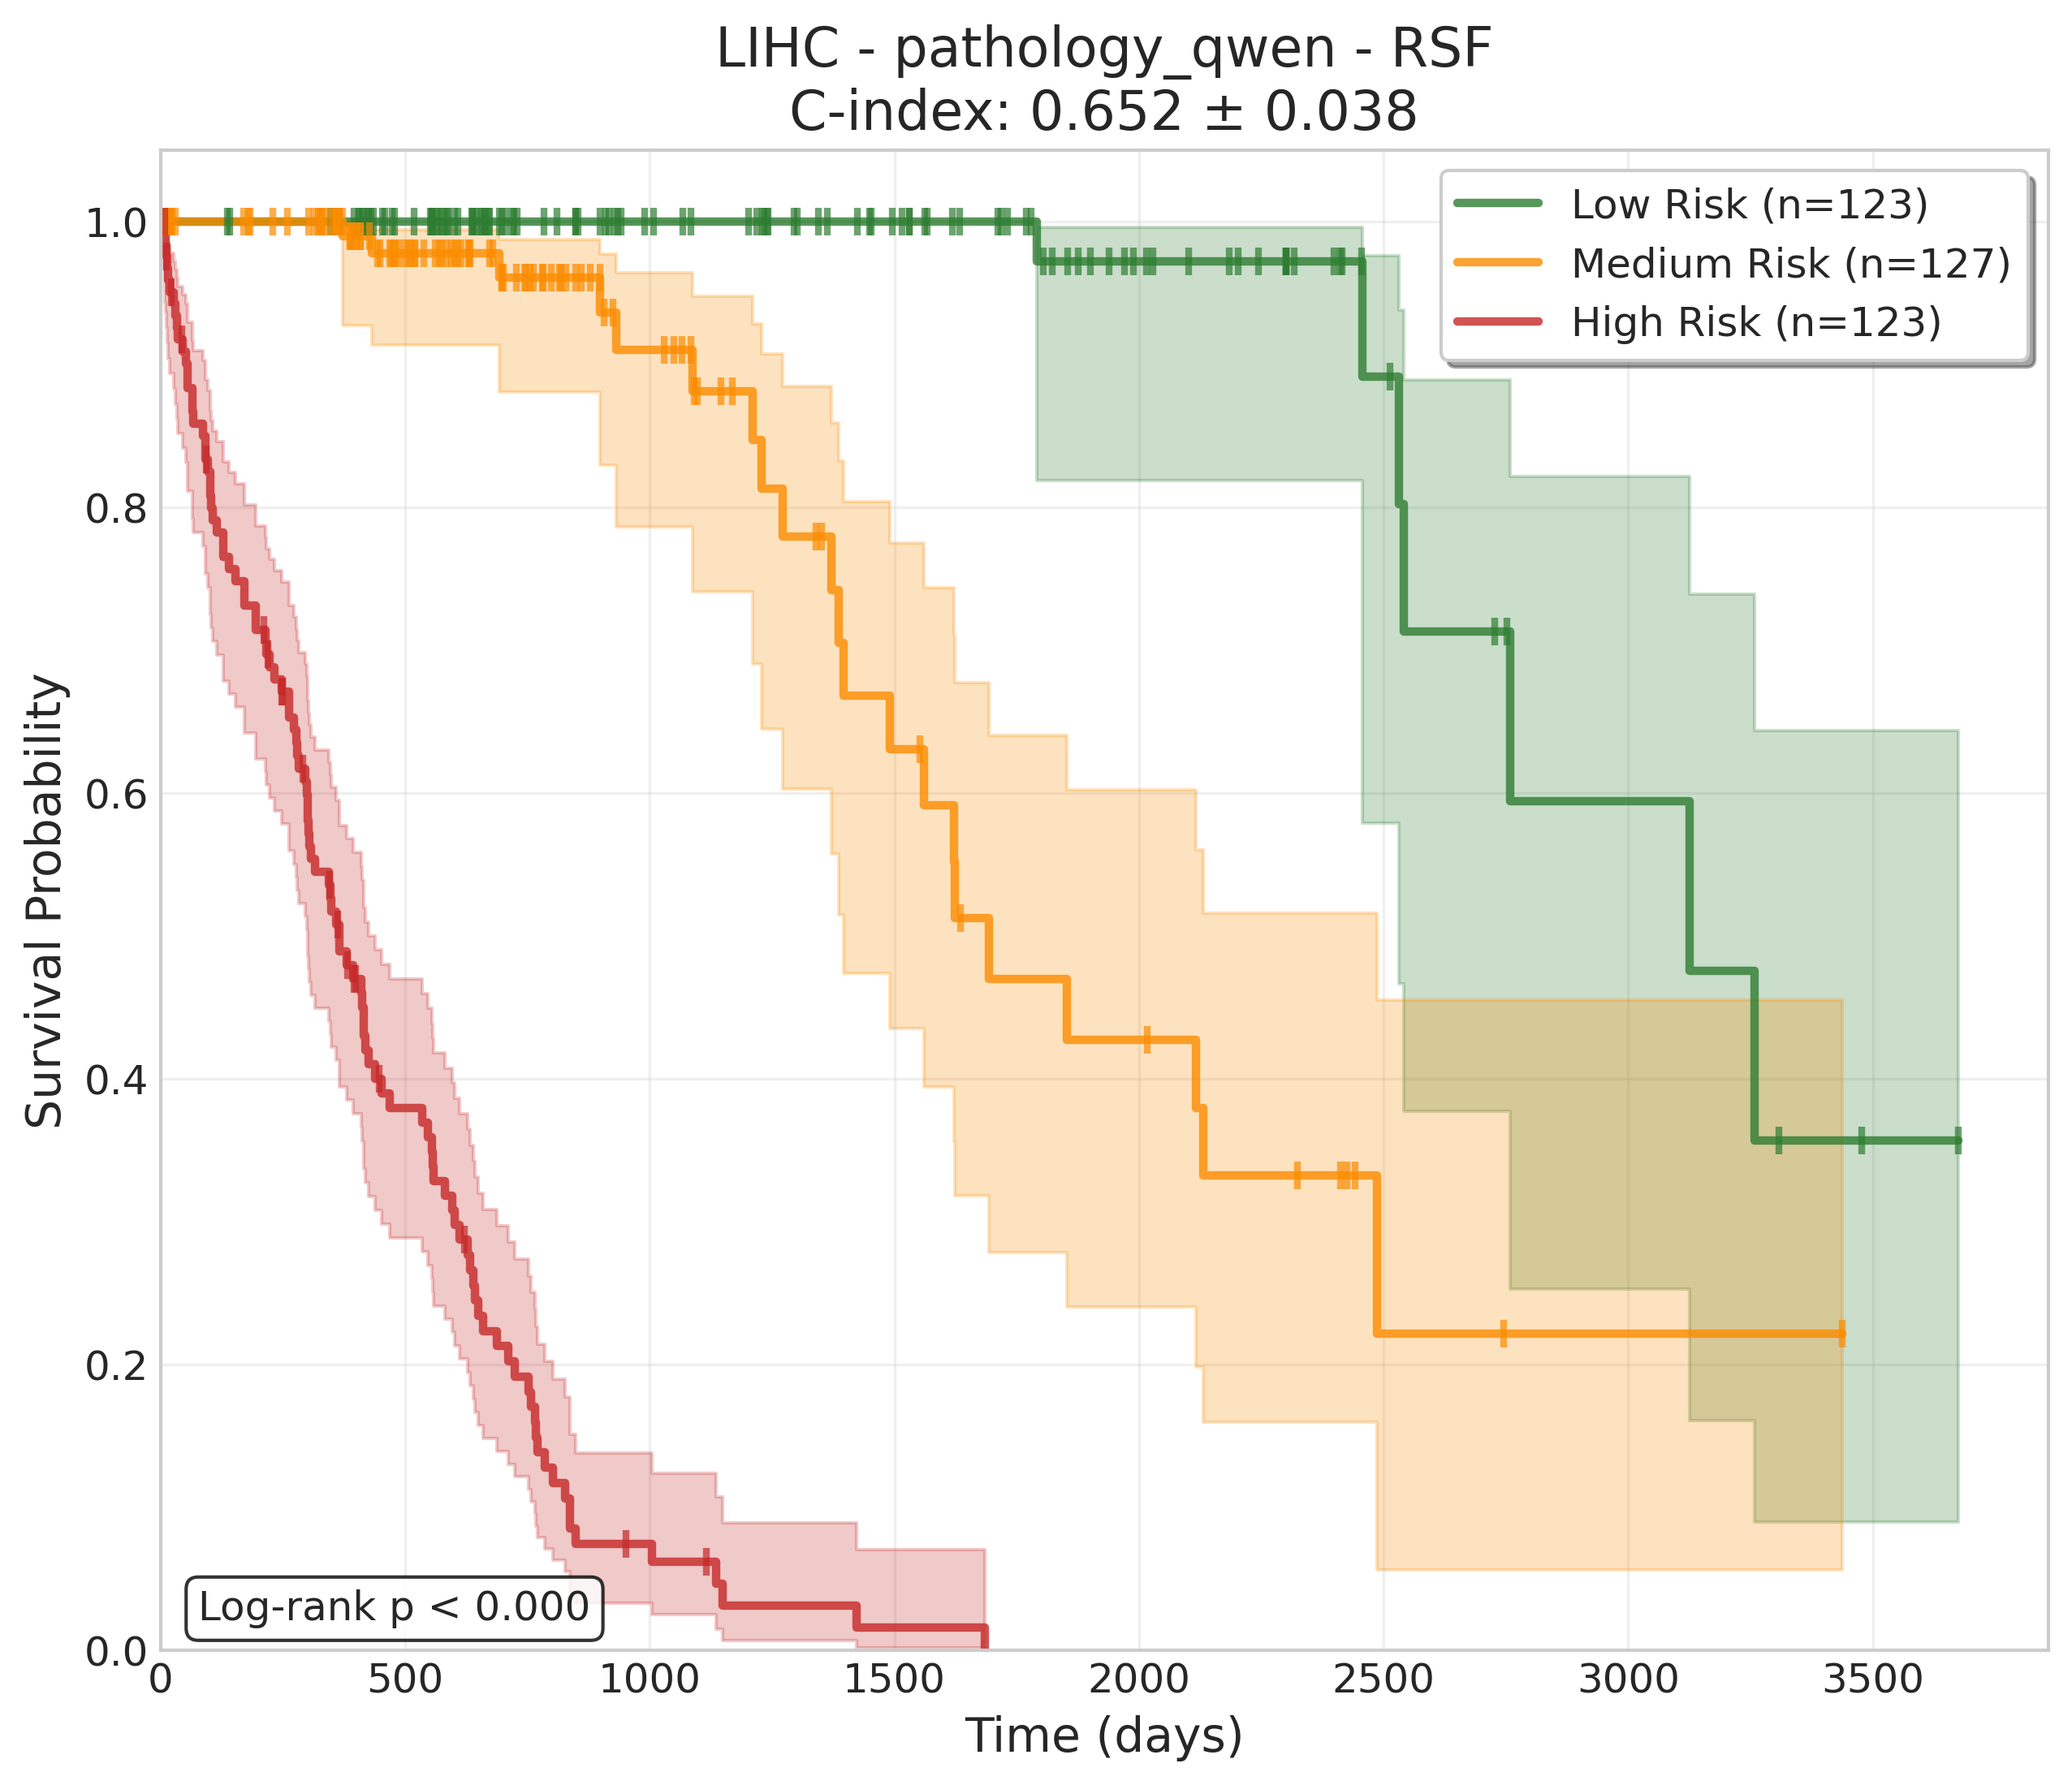 LIHC - pathology_qwen - RSF
C-index: 0.652 ± 0.038
Low Risk (n=123)
Medium Risk (n=127)
High Risk (n=123)
Survival Probability
1.0
0.8
0.6
0.4
0.2
0.0
Log-rank p < 0.000
0
500
1000
1500
2000
2500
3000
3500
Time (days)